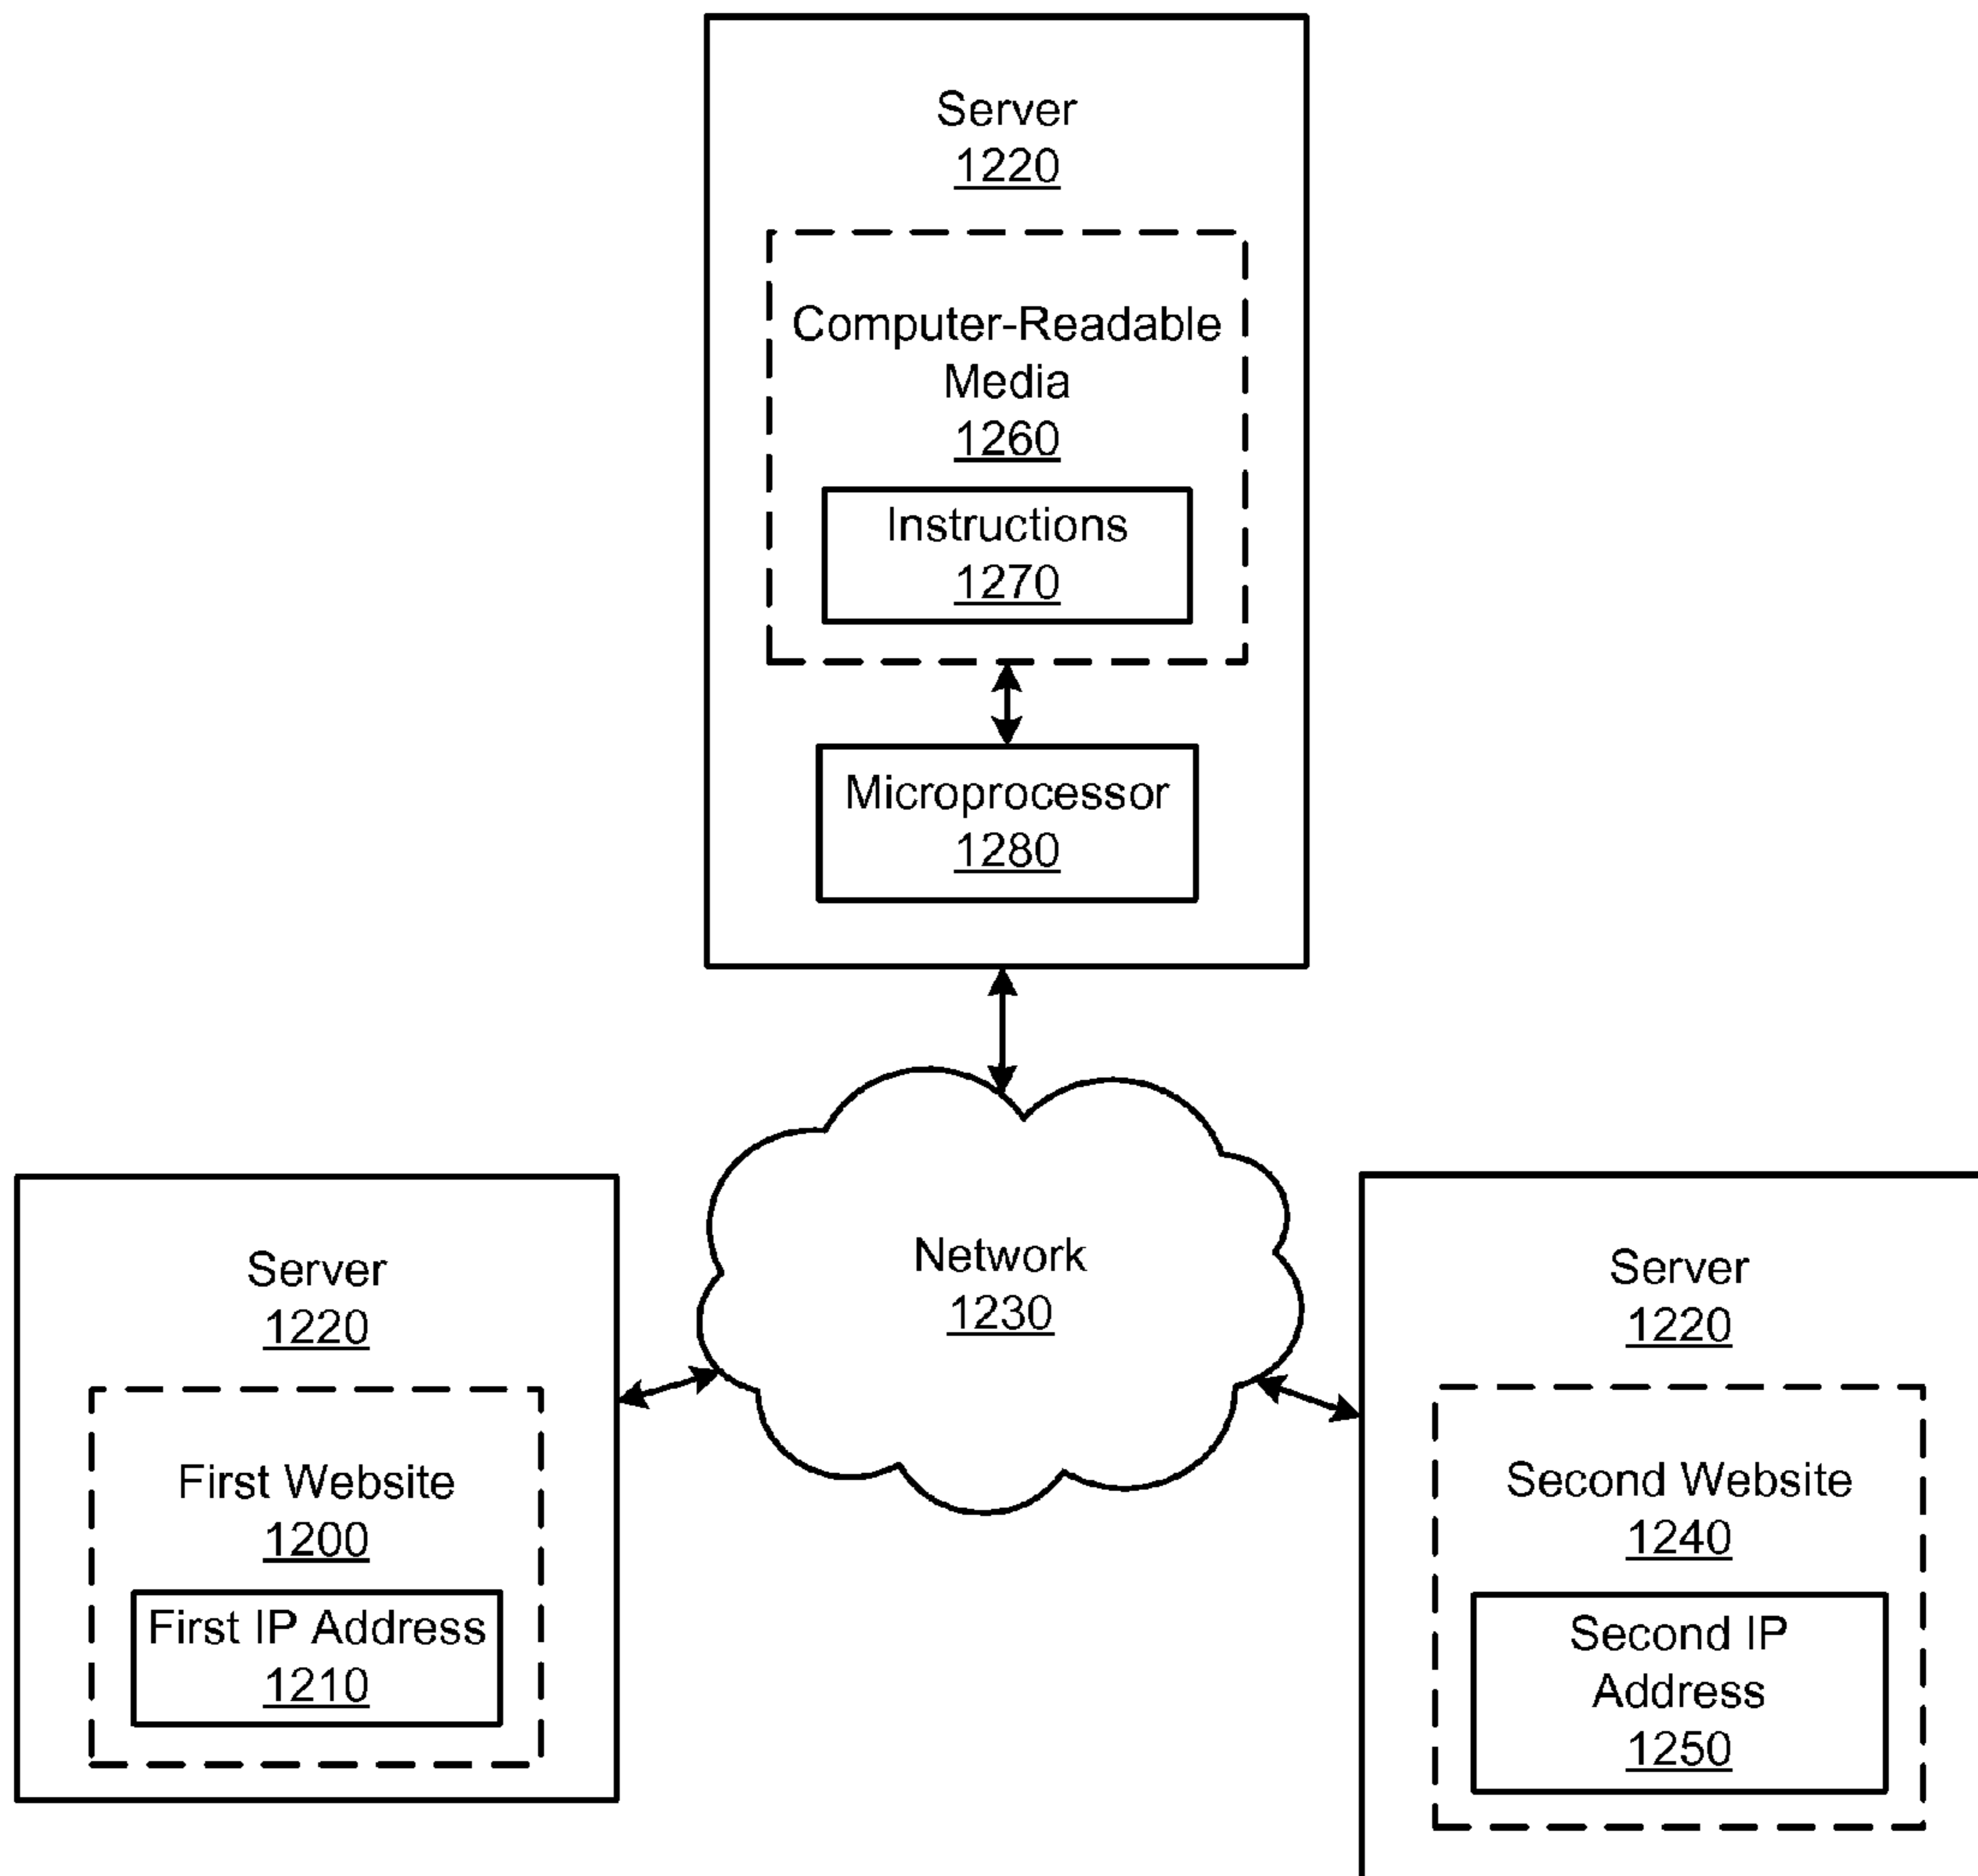 Server
1220
Computer-Readable
Media
1260
Instructions
1270
Microprocessor
1280
Network
1230
Server
1220
First Website
1200
First IP Address
1210
Server
1220
Second Website
1240
Second IP
Address
1250